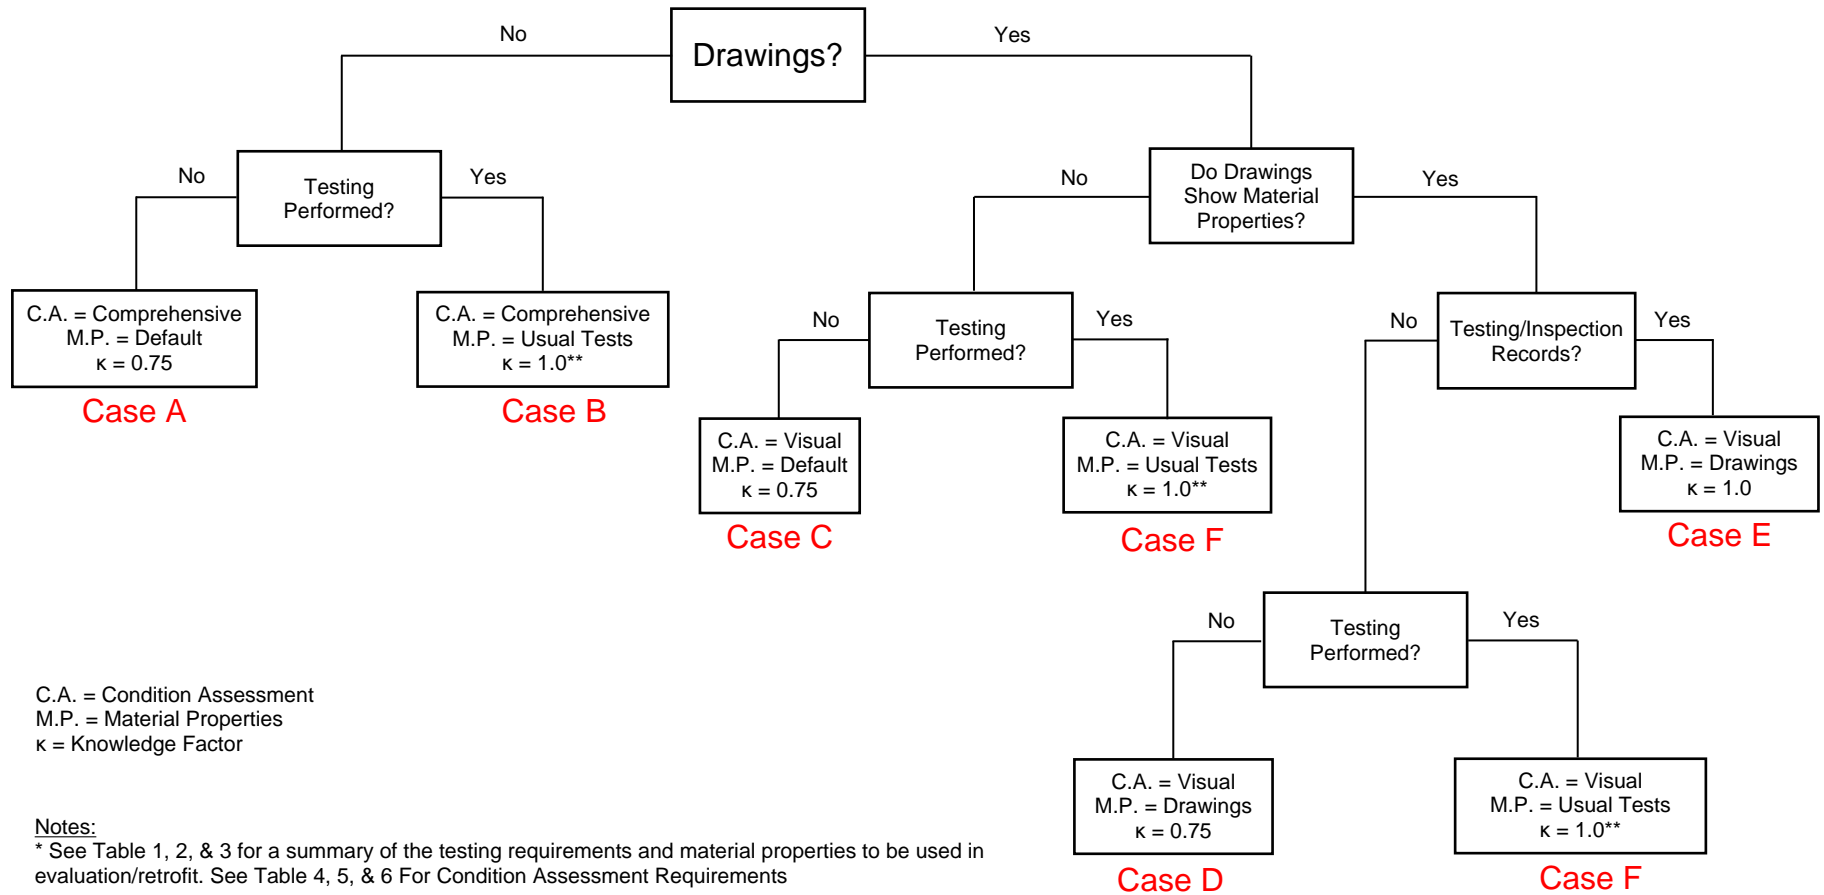 No
Drawings?
Yes
No
Testing
Performed?
Yes
No
Do Drawings
Show Material
Properties?
Yes
C.A. = Comprehensive
M.P. = Default
κ = 0.75
Case A
C.A. = Comprehensive
M.P. = Usual Tests
κ = 1.0**
Case B
No
Testing
Performed?
Yes
No
Testing/Inspection
Records?
Yes
C.A. = Visual
M.P. = Default
κ = 0.75
Case C
C.A. = Visual
M.P. = Usual Tests
κ = 1.0**
Case F
C.A. = Visual
M.P. = Drawings
κ = 1.0
Case E
No
Testing
Performed?
Yes
C.A. = Visual
M.P. = Drawings
κ = 0.75
Case D
C.A. = Visual
M.P. = Usual Tests
κ = 1.0**
Case F
C.A. = Condition Assessment
M.P. = Material Properties
κ = Knowledge Factor
Notes:
* See Table 1, 2, & 3 for a summary of the testing requirements and material properties to be used in
evaluation/retrofit. See Table 4, 5, & 6 For Condition Assessment Requirements